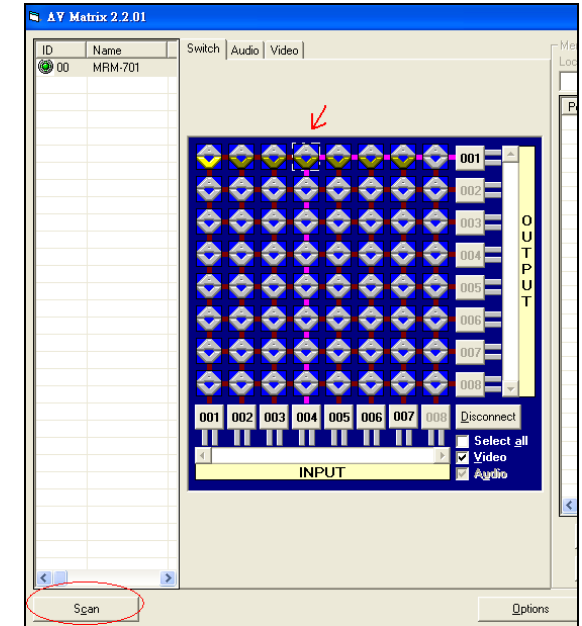 AV Matrix 2.2.01
ID Name
00 MRM-701
Switch Audio Video
001
002
003
004
005
006
007
008
OUTPUT
001 002 003 004 005 006 007 008 Disconnect
Select all
Video
Audio
INPUT
Scan
Options